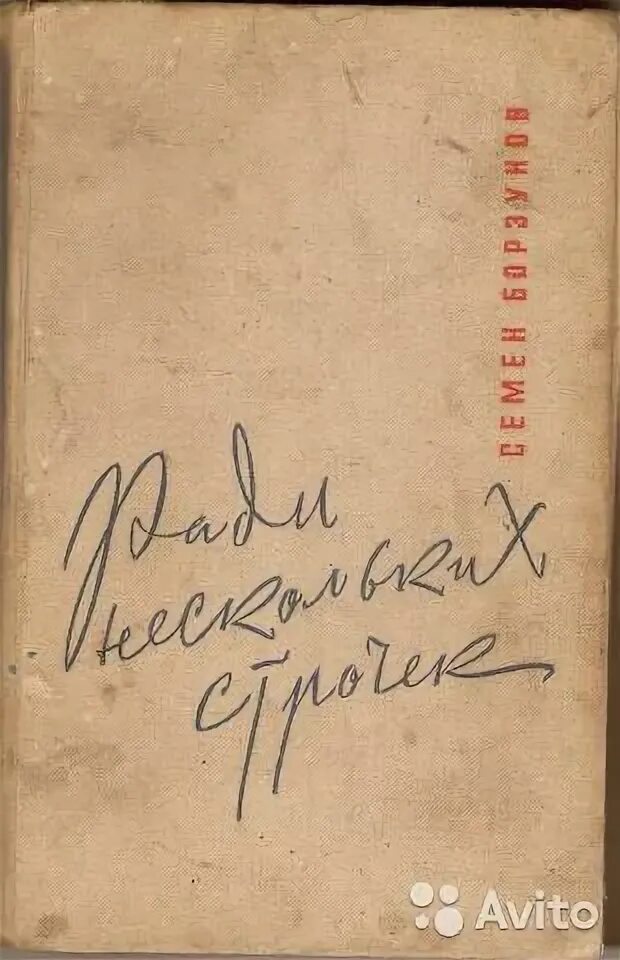 СЕМЕН БОРЗУНОВ
Ради
нескольких
строчек
Avito